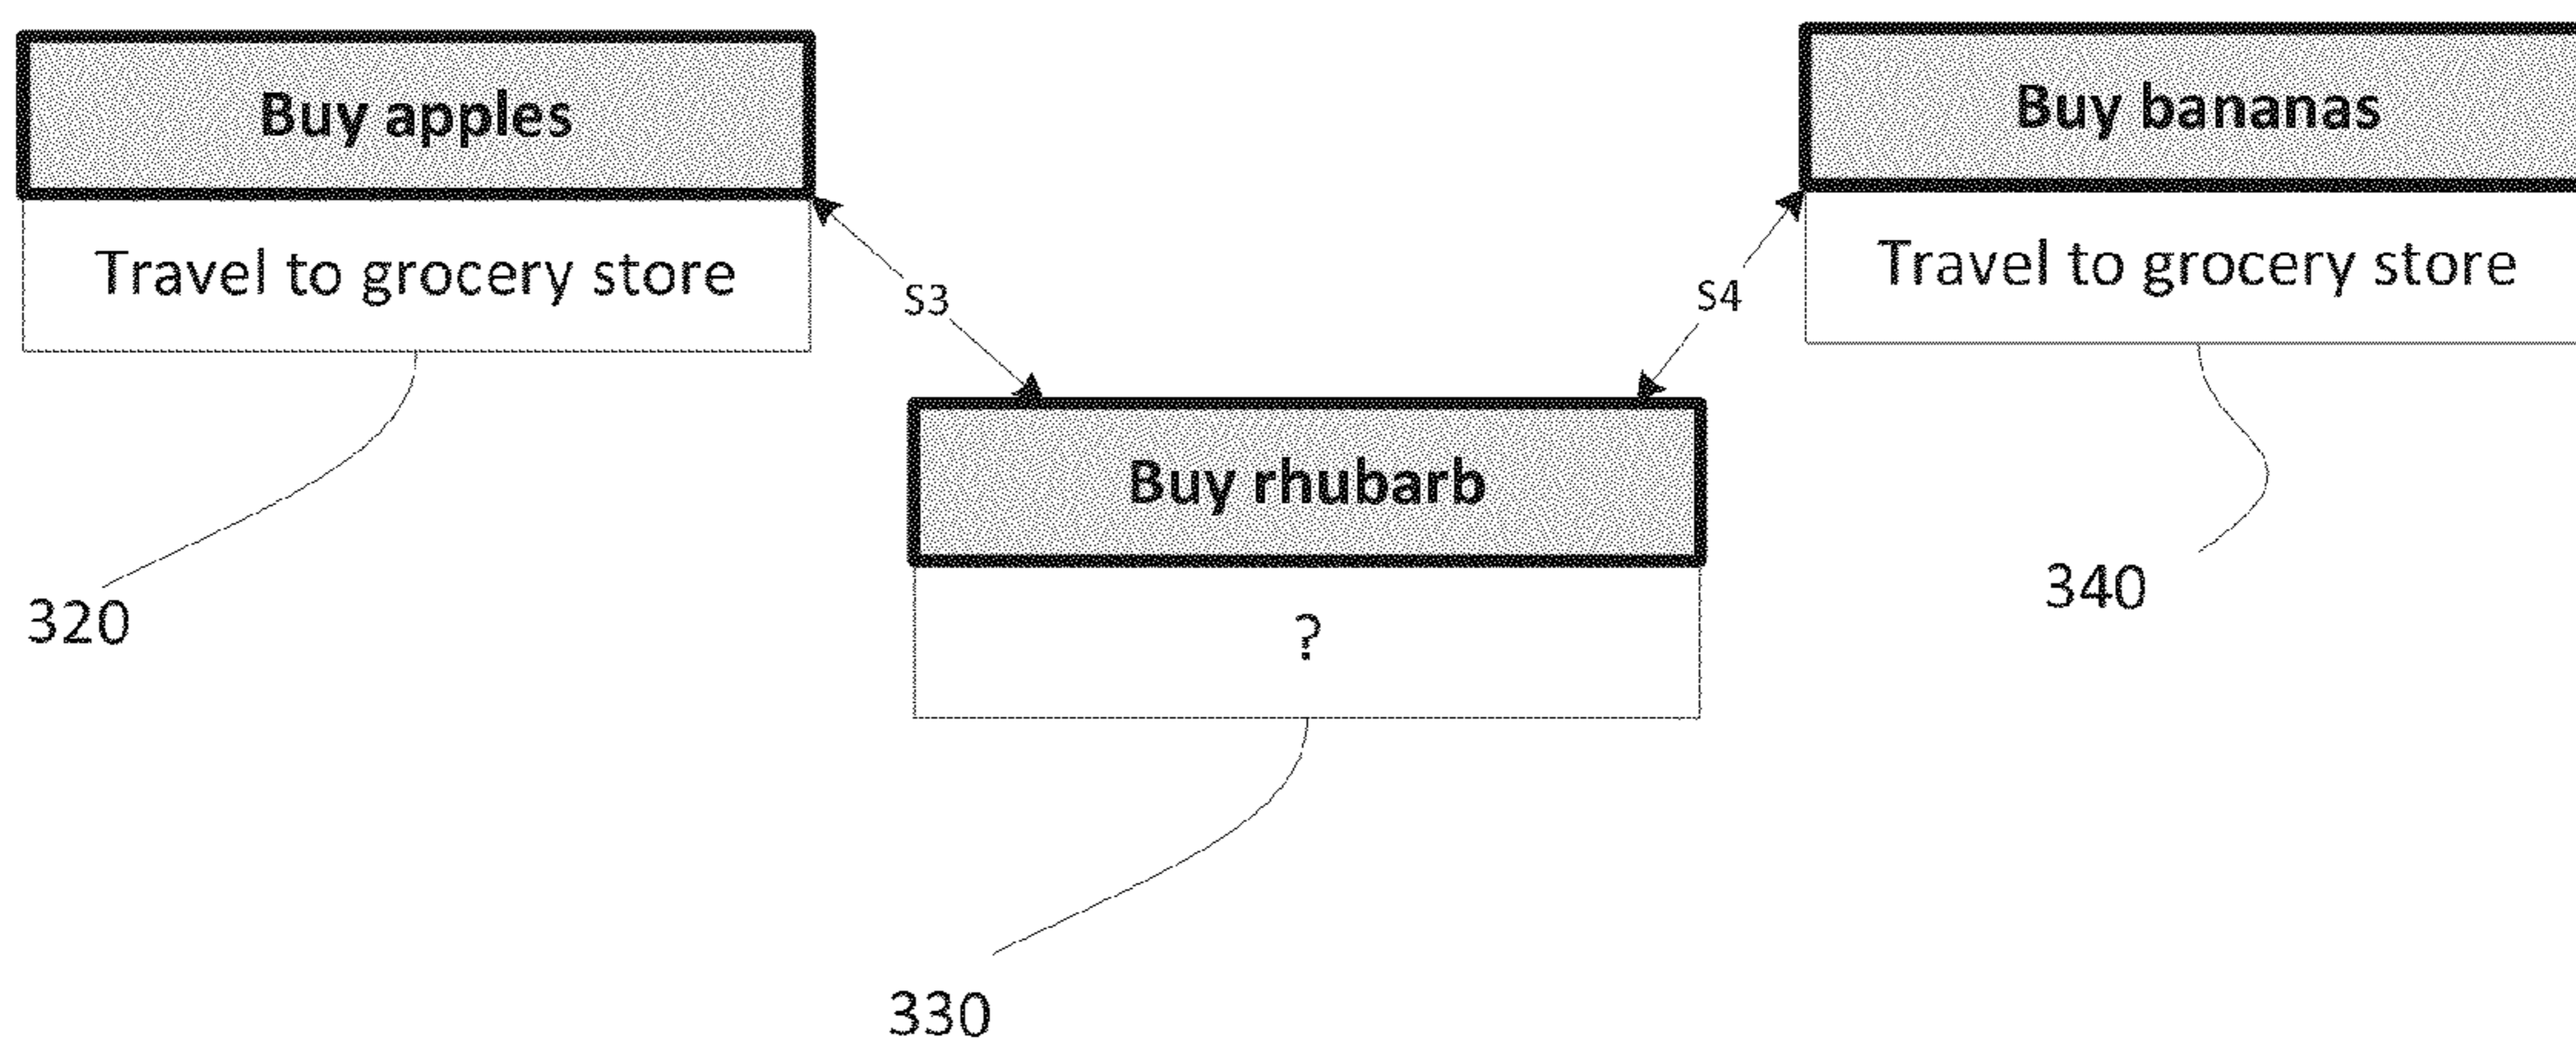 Buy apples
Travel to grocery store
Buy bananas
Travel to grocery store
S3
S4
Buy rhubarb
?
320
340
330